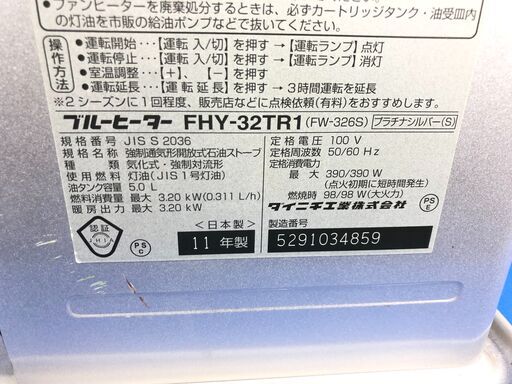 ●ファンヒーターを廃棄処分するときは、必ずカートリッジタンク・油受皿内
の灯油を市販の給油ポンプなどで抜いてください。
操作方法
●運転開始…【運転 入/切】を押す→【運転ランプ】点灯
●運転停止…【運転 入/切】を押す→【運転ランプ】消灯
●室温調整…【+】、【-】を押す
●運転延長…【運転延長】を押す→3時間運転を延長
※2シーズンに1回程度、販売店などに点検依頼(有料)をおすすめします。
ブルーヒーター FHY-32TR1 (FW-326S) プラチナシルバー(S)
規格番号 JIS S 2036
種類 強制通気形開放式石油ストーブ
気化式・強制対流形
使用燃料 灯油(JIS1号灯油)
油タンク容量 5.0 L
燃料消費量 最大 3.20 kW (0.311 L/h)
暖房出力 最大 3.20 kW
定格電圧 100 V
定格周波数 50/60 Hz
定格消費電力
最大 390/390 W
(点火初期に短時間発生)
燃焼時 98/98 W(大火力)
ダイニチ工業株式会社
認証
JHIA
PS
C
<日本製>
11 年製
製造番号
5291034859
PS
E